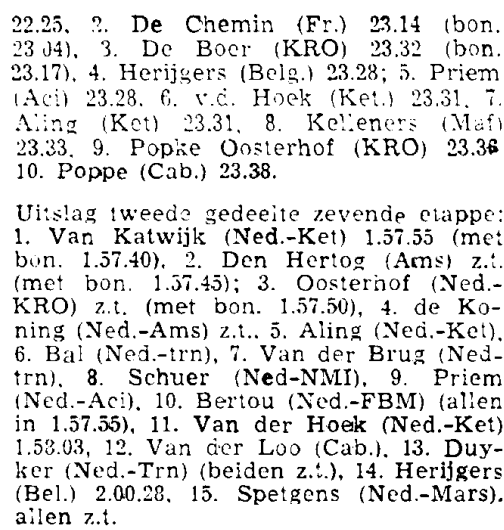 22.25, 2. De Chemin (Fr.) 23.14 (bon.
23 04), 3. De Boer (KRO) 23.32 (bon.
23.17), 4. Herijgers (Belg.) 23.28; 5. Priem
(Aci) 23.28. 6. v.d. Hoek (Ket.) 23.31, 7.
Aling (Ket) 23.31, 8. Kelleners (Maf)
23.33, 9. Popke Oosterhof (KRO) 23.36
10. Poppe (Cab.) 23.38.
Uitslag tweede gedeelte zevende etappe:
1. Van Katwijk (Ned.-Ket) 1.57.55 (met
bon. 1.57.40), 2. Den Hertog (Ams) z.t.
(met bon. 1.57.45); 3. Oosterhof (Ned.-
KRO) z.t. (met bon. 1.57.50), 4. de Ko-
ning (Ned.-Ams) z.t.. 5. Aling (Ned.-Ket),
6. Bal (Ned.-trn), 7. Van der Brug (Ned-
trn), 8. Schuer (Ned-NMI), 9. Priem
(Ned.-Aci), 10. Bertou (Ned.-FBM) (allen
in 1.57.55), 11. Van der Hoek (Ned.-Ket)
1.58.03, 12. Van der Loo (Cab.), 13. Duy-
ker (Ned.-Trn) (beiden z.t.), 14. Herijgers
(Bel.) 2.00.28, 15. Spetgens (Ned.-Mars),
allen z.t.